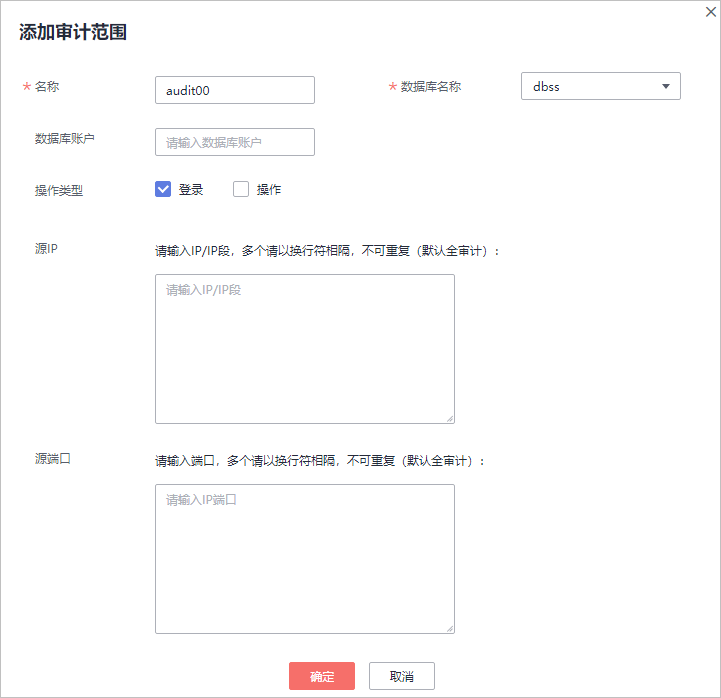 添加审计范围
* 名称
audit00
* 数据库名称
dbss
数据库账户
请输入数据库账户
操作类型
登录
操作
源IP
请输入IP/IP段，多个请以换行符相隔，不可重复（默认全审计）：
请输入IP/IP段
源端口
请输入端口，多个请以换行符相隔，不可重复（默认全审计）：
请输入IP端口
确定
取消